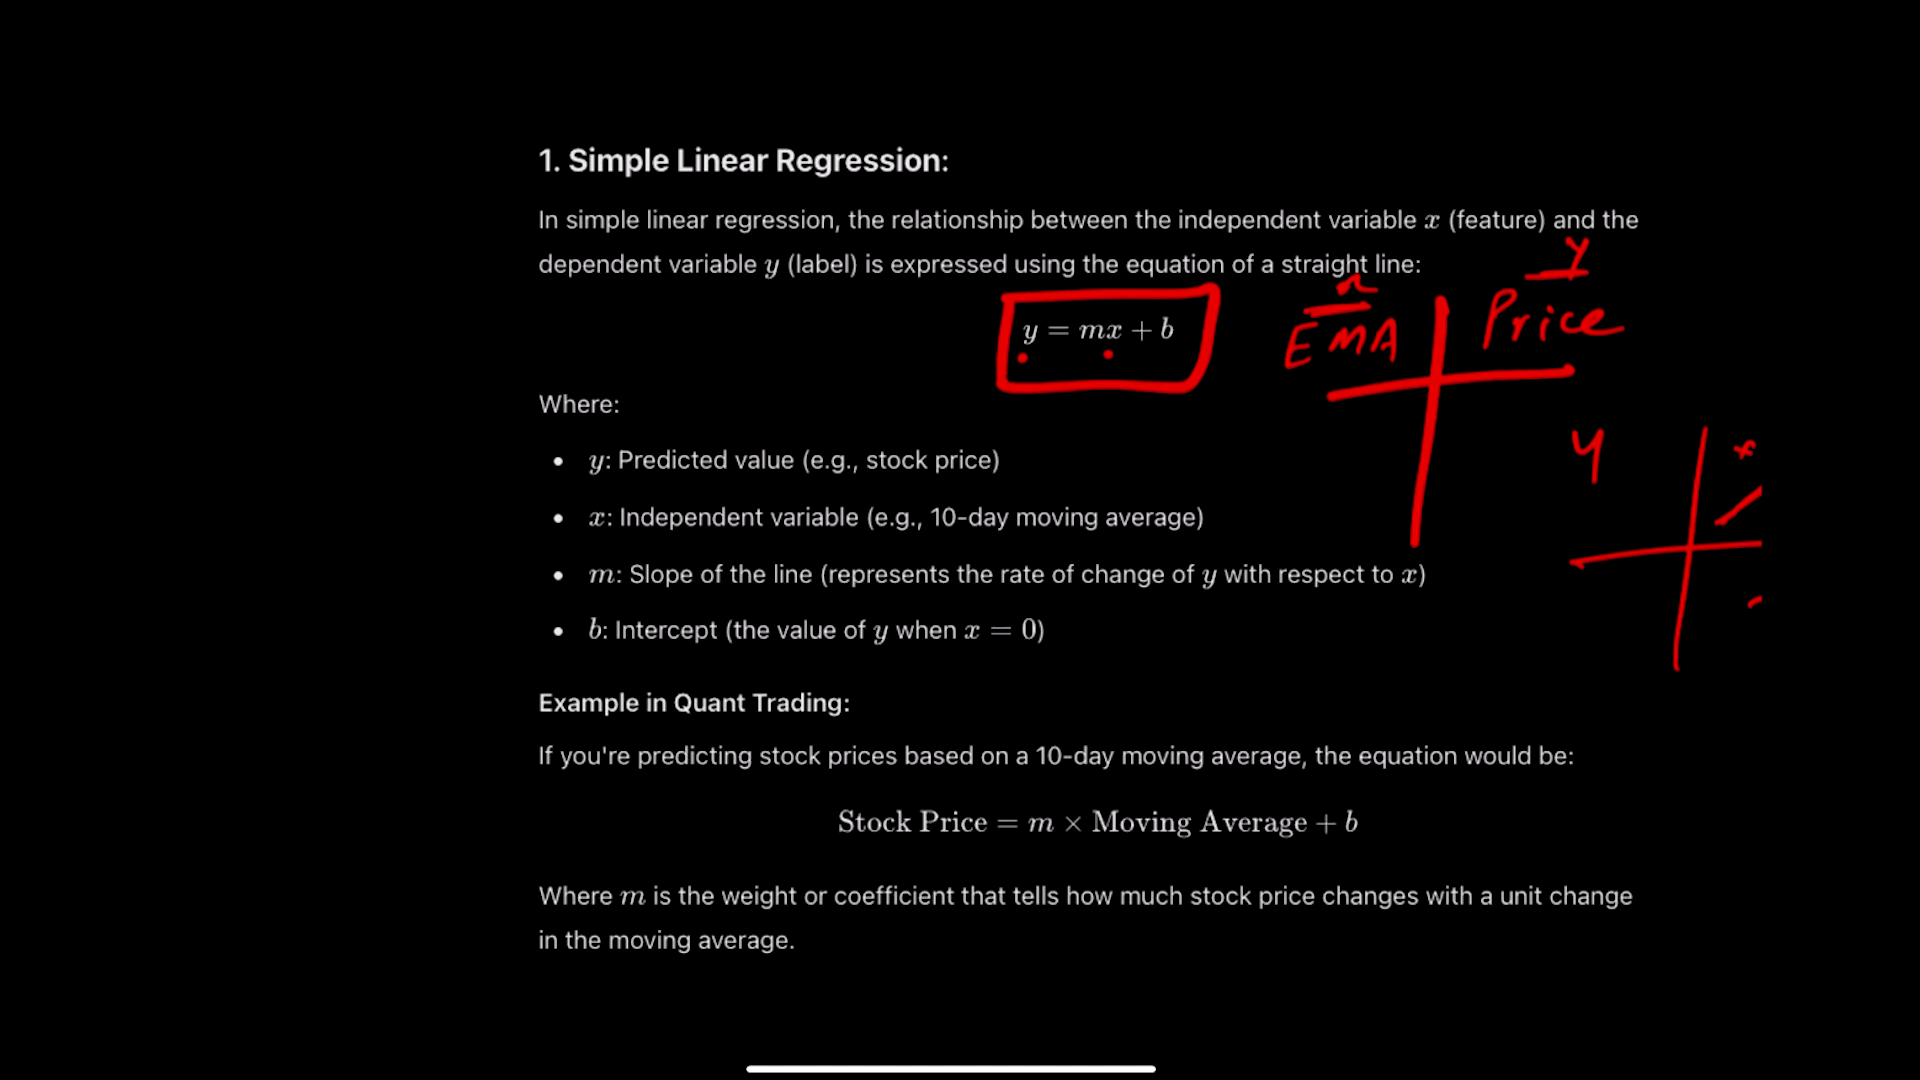 1. Simple Linear Regression:
In simple linear regression, the relationship between the independent variable x (feature) and the
dependent variable y (label) is expressed using the equation of a straight line:
y
x
y = mx + b
EMA Price
Where:
y
x
• y: Predicted value (e.g., stock price)
• x: Independent variable (e.g., 10-day moving average)
• m: Slope of the line (represents the rate of change of y with respect to x)
• b: Intercept (the value of y when x = 0)
Example in Quant Trading:
If you're predicting stock prices based on a 10-day moving average, the equation would be:
Stock Price = m × Moving Average + b
Where m is the weight or coefficient that tells how much stock price changes with a unit change
in the moving average.